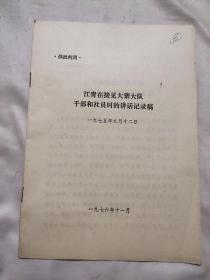 ·供批判用·
江青在接见大寨大队
干部和社员时的讲话记录稿
一九七五年九月十二日
一九七六年十一月